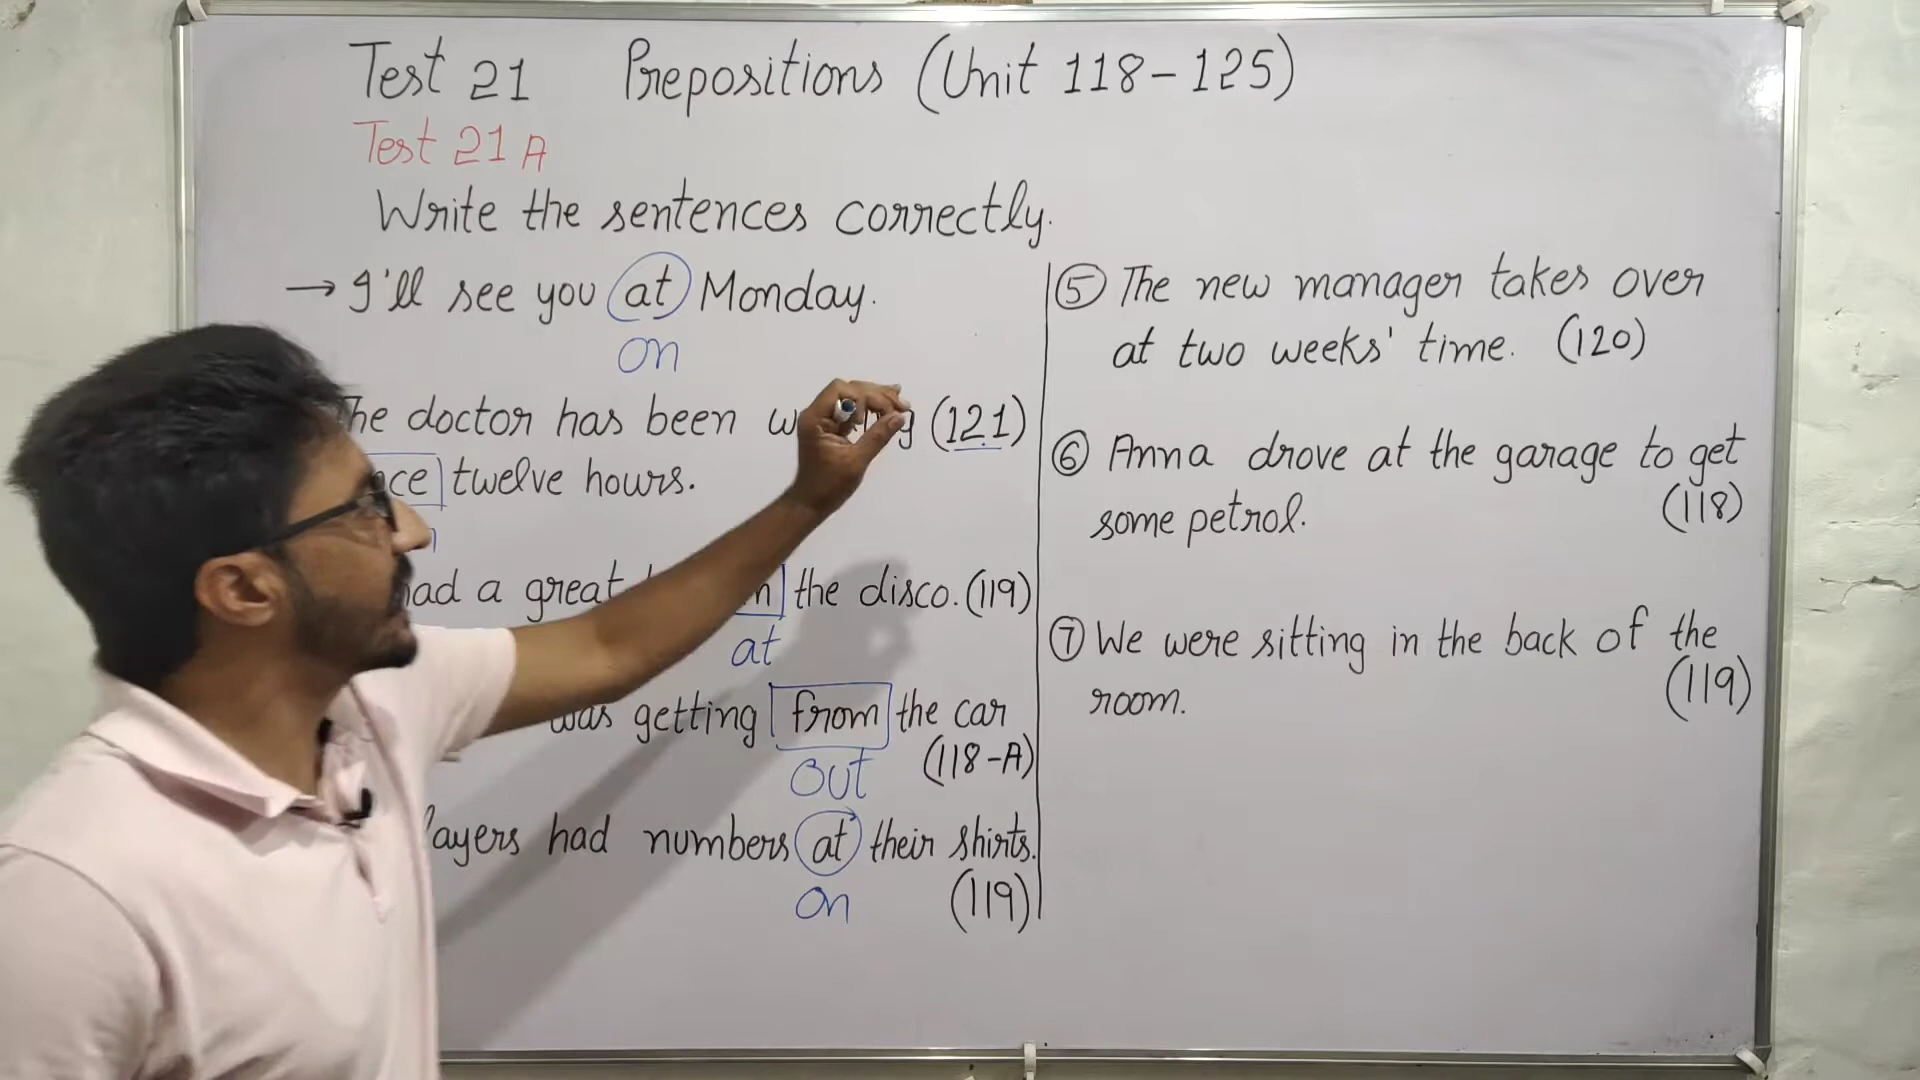 Test 21 Prepositions (Unit 118-125)
Test 21 A
Write the sentences correctly.
→ I'll see you at Monday.
on
The doctor has been (121)
twelve hours.
had a great the disco. (119)
at
was getting from the car
out (118-A)
had numbers at their shirts.
on (119)
⑤ The new manager takes over
at two weeks' time. (120)
⑥ Anna drove at the garage to get
some petrol. (118)
⑦ We were sitting in the back of the
room. (119)